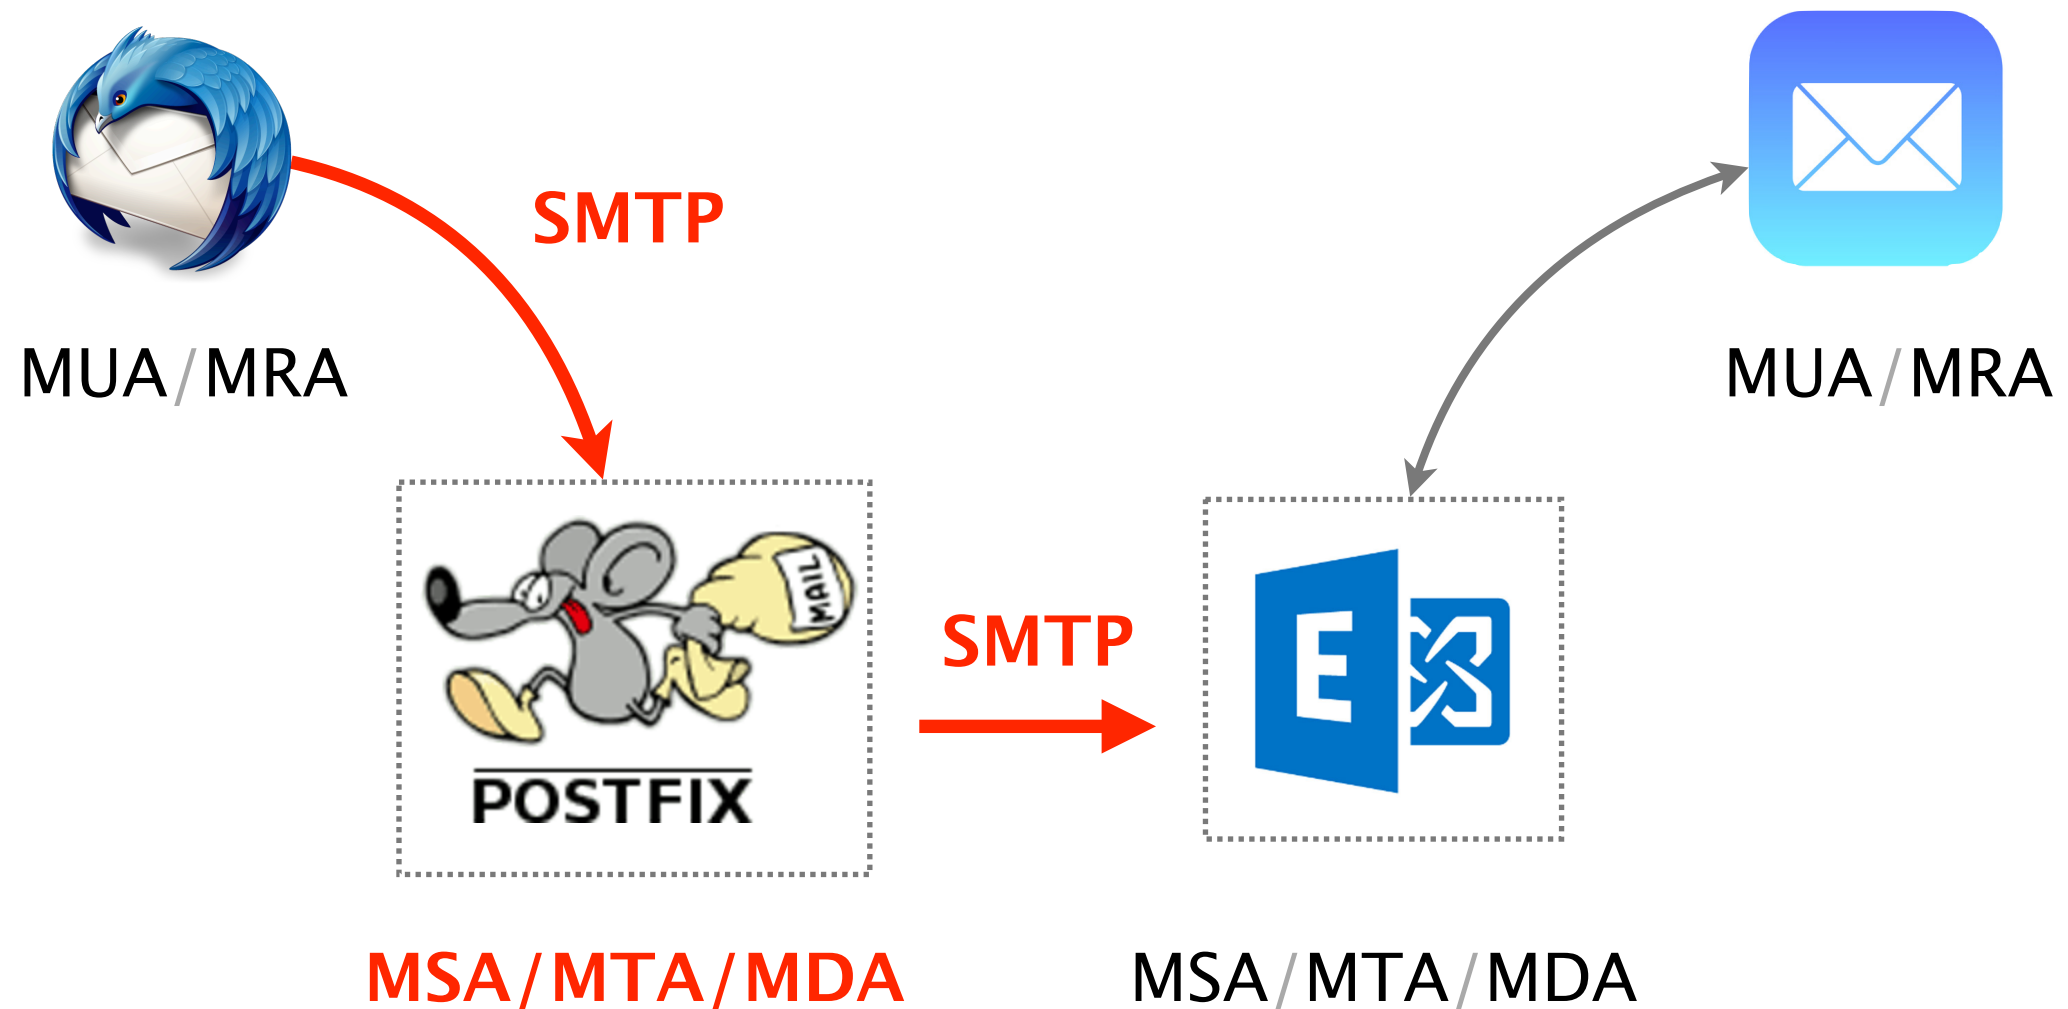 SMTP
MUA/MRA
MUA/MRA
MAIL
SMTP
E
POSTFIX
MSA/MTA/MDA
MSA/MTA/MDA